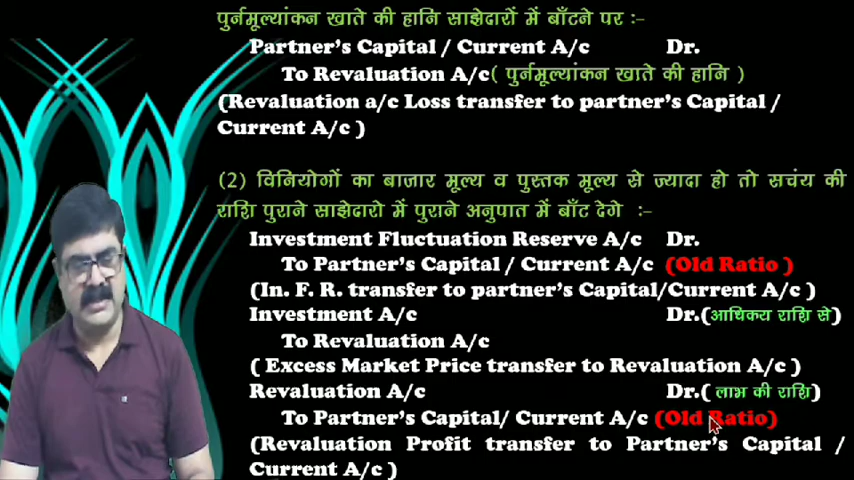 पुर्नमूल्यांकन खाते की हानि साझेदारों में बाँटने पर :-
Partner's Capital / Current A/c Dr.
To Revaluation A/c( पुर्नमूल्यांकन खाते की हानि )
(Revaluation a/c Loss transfer to partner's Capital /
Current A/c )
(2) विनियोगों का बाजार मूल्य व पुस्तक मूल्य से ज्यादा हो तो सचंय की
राशि पुराने साझेदारो में पुराने अनुपात में बाँट देगे :-
Investment Fluctuation Reserve A/c Dr.
To Partner's Capital / Current A/c (Old Ratio )
(In. F. R. transfer to partner's Capital/Current A/c )
Investment A/c Dr.(आधिक्य राशि से)
To Revaluation A/c
( Excess Market Price transfer to Revaluation A/c )
Revaluation A/c Dr.( लाभ की राशि)
To Partner's Capital/ Current A/c (Old Ratio)
(Revaluation Profit transfer to Partner's Capital /
Current A/c )